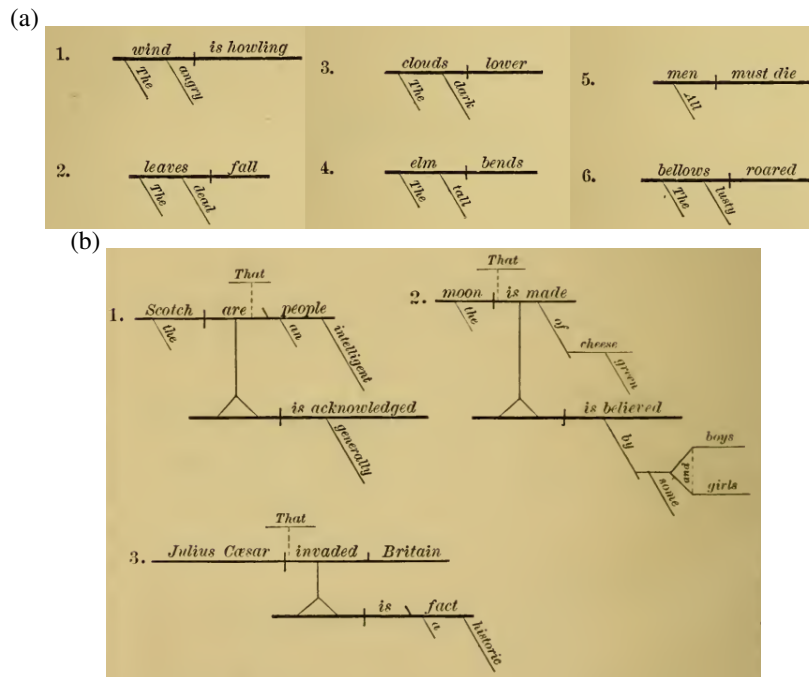 (a)
1. wind is howling
The angry
2. leaves fall
The dead
3. clouds lower
The dark
4. elm bends
The tall
5. men must die
All
6. bellows roared
The lusty
(b)
That
1. Scotch are people
the an intelligent
is acknowledged
generally
That
2. moon is made
the of
cheese
green
is believed
by boys
some and
girls
That
3. Julius Cæsar invaded Britain
is fact
a historic